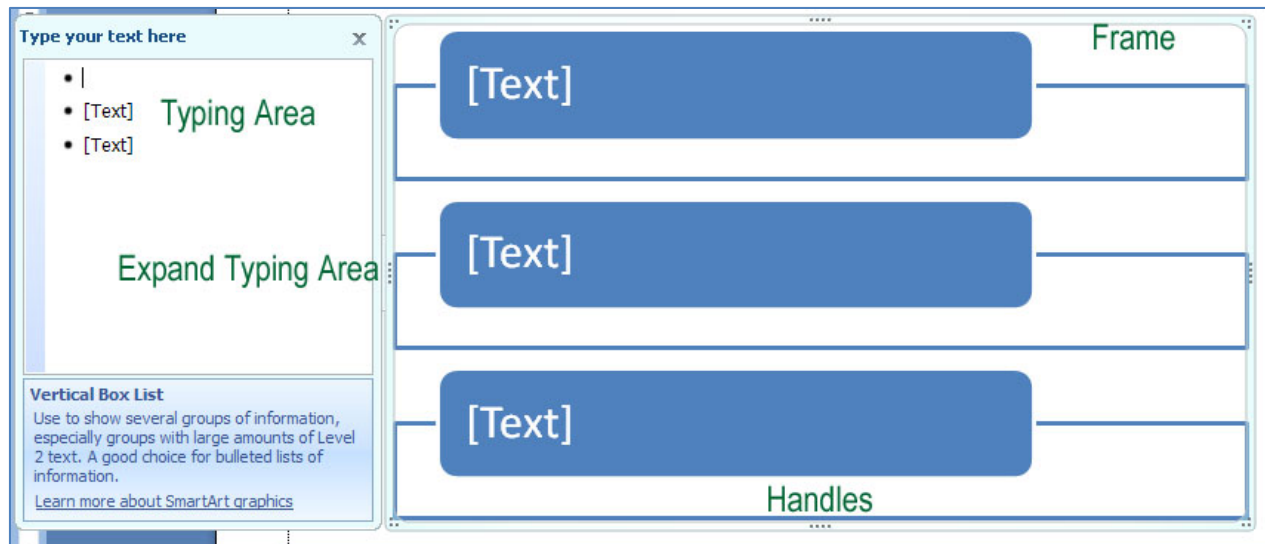 Type your text here x
• 
• [Text]
• [Text]
Typing Area
Expand Typing Area
Vertical Box List
Use to show several groups of information,
especially groups with large amounts of Level
2 text. A good choice for bulleted lists of
information.
Learn more about SmartArt graphics
Frame
[Text]
[Text]
[Text]
Handles